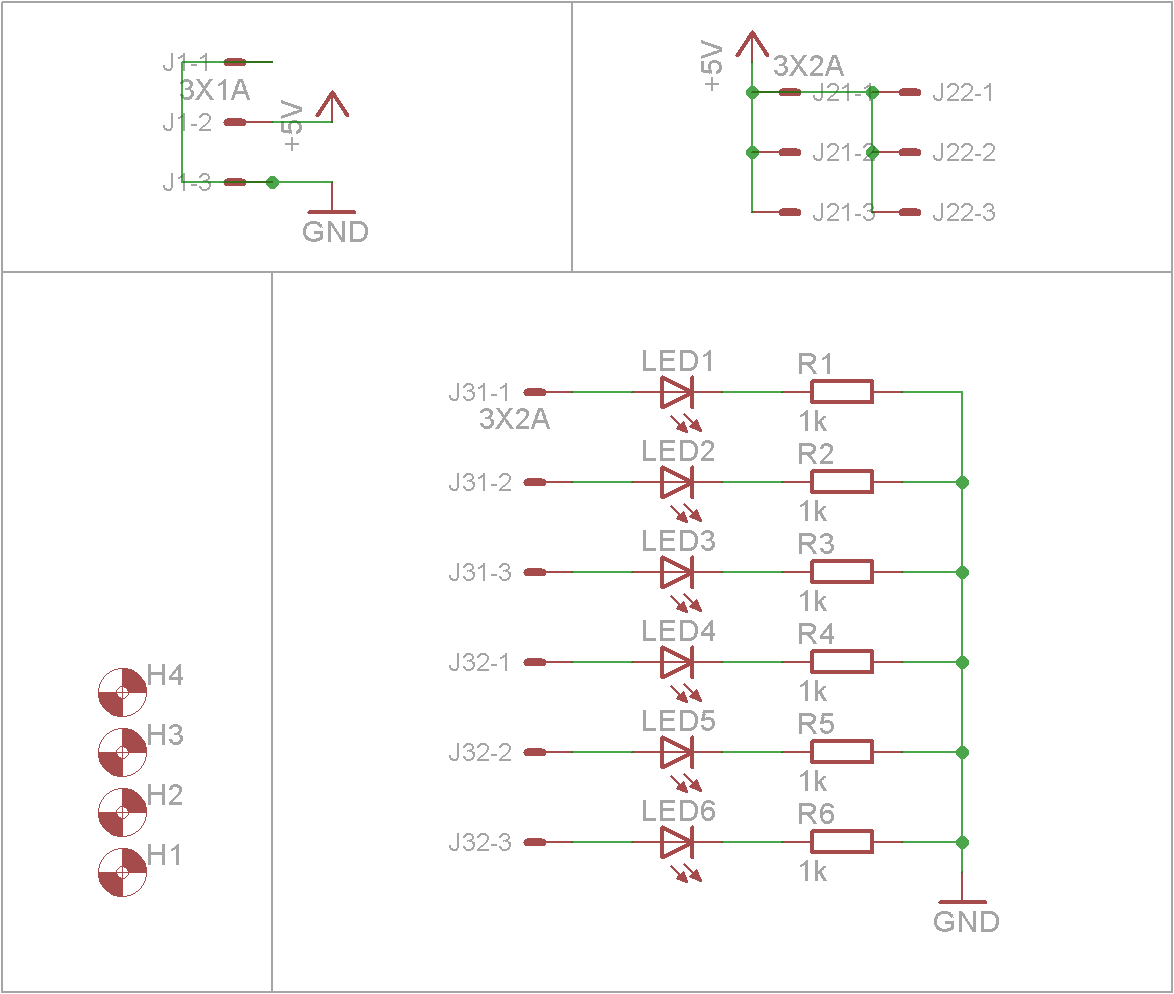 J1-1
3X1A
J1-2
+5V
J1-3
GND
+5V
3X2A
J21-1
J22-1
J21-2
J22-2
J21-3
J22-3
LED1
R1
J31-1
3X2A
1k
LED2
R2
J31-2
1k
LED3
R3
J31-3
1k
LED4
R4
J32-1
1k
LED5
R5
J32-2
1k
LED6
R6
J32-3
1k
GND
H4
H3
H2
H1